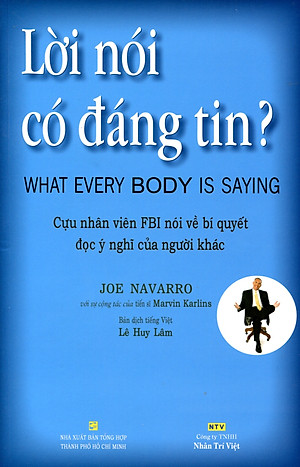 Lời nói
có đáng tin?
WHAT EVERY BODY IS SAYING
Cựu nhân viên FBI nói về bí quyết
đọc ý nghĩ của người khác
JOE NAVARRO
với sự cộng tác của tiến sĩ Marvin Karlins
Bản dịch tiếng Việt
Lê Huy Lâm
NHÀ XUẤT BẢN TỔNG HỢP
THÀNH PHỐ HỒ CHÍ MINH
NTV
Công ty TNHH
Nhân Trí Việt